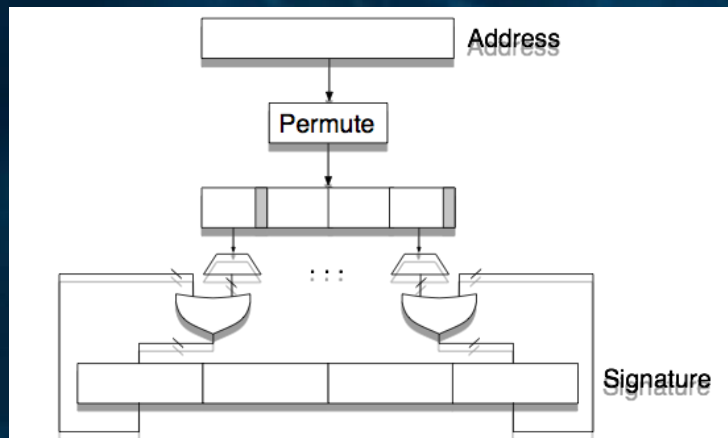 Address
Permute
. . .
Signature